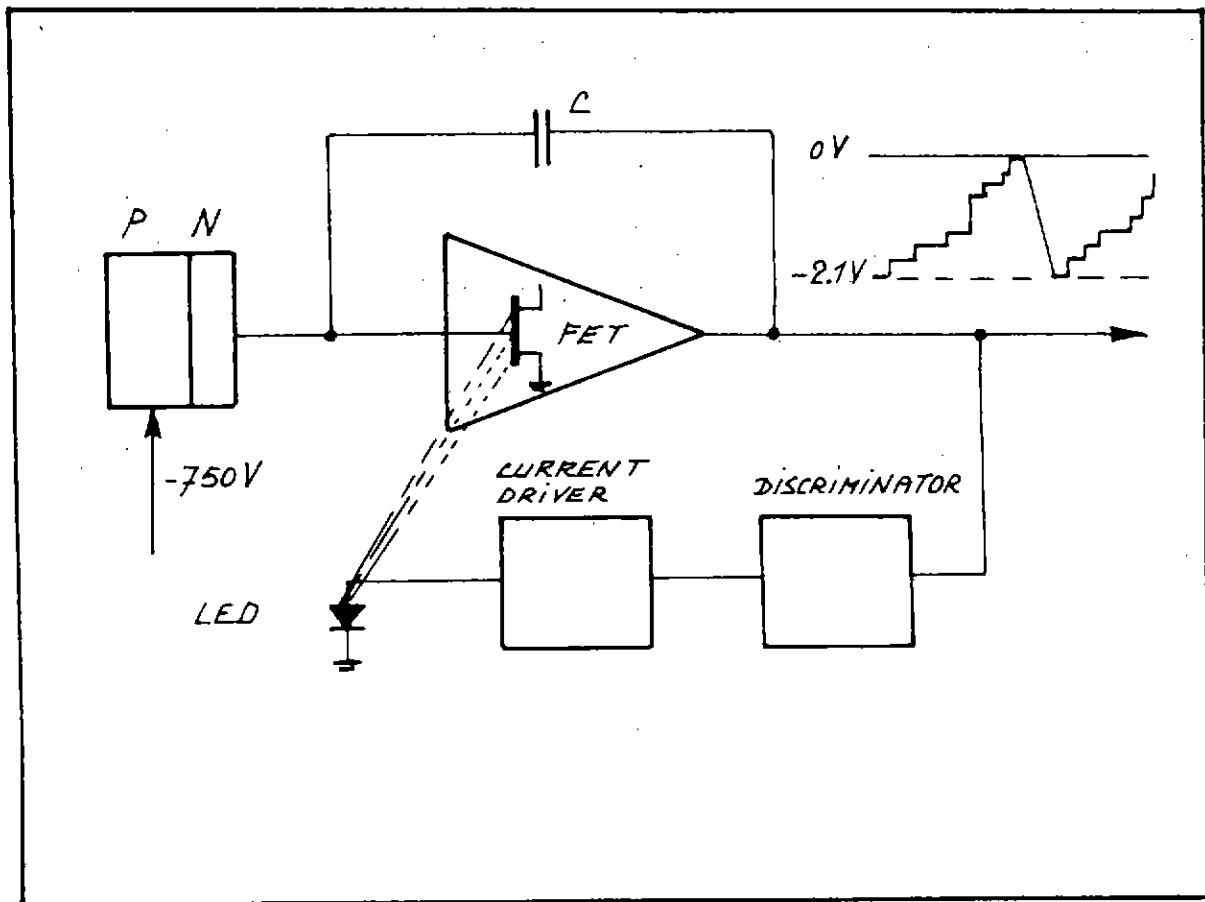 C
0V
P N
-2.1V
FET
-750V
CURRENT
DRIVER
DISCRIMINATOR
LED